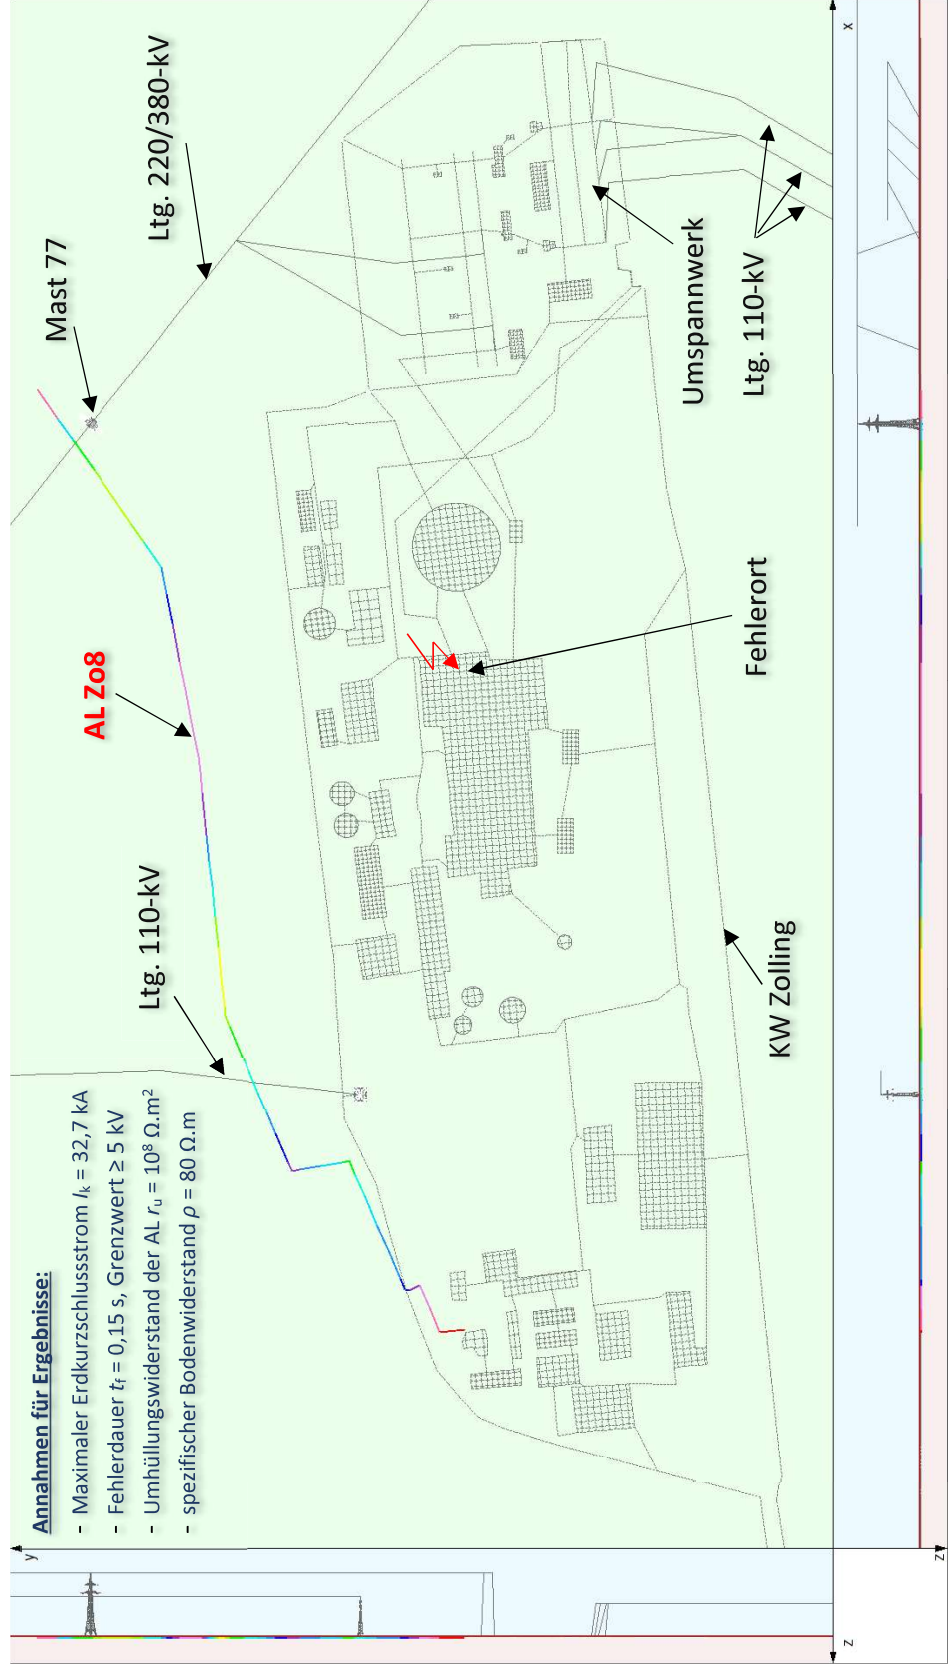 Annahmen für Ergebnisse:
- Maximaler Erdkurzschlussstrom Ik = 32,7 kA
- Fehlerdauer tf = 0,15 s, Grenzwert ≥ 5 kV
- Umhüllungswiderstand der AL ru = 10⁸ Ω.m²
- spezifischer Bodenwiderstand ρ = 80 Ω.m
Ltg. 110-kV
AL Zo8
Mast 77
Ltg. 220/380-kV
KW Zolling
Fehlerort
Umspannwerk
Ltg. 110-kV
y
x
z
z